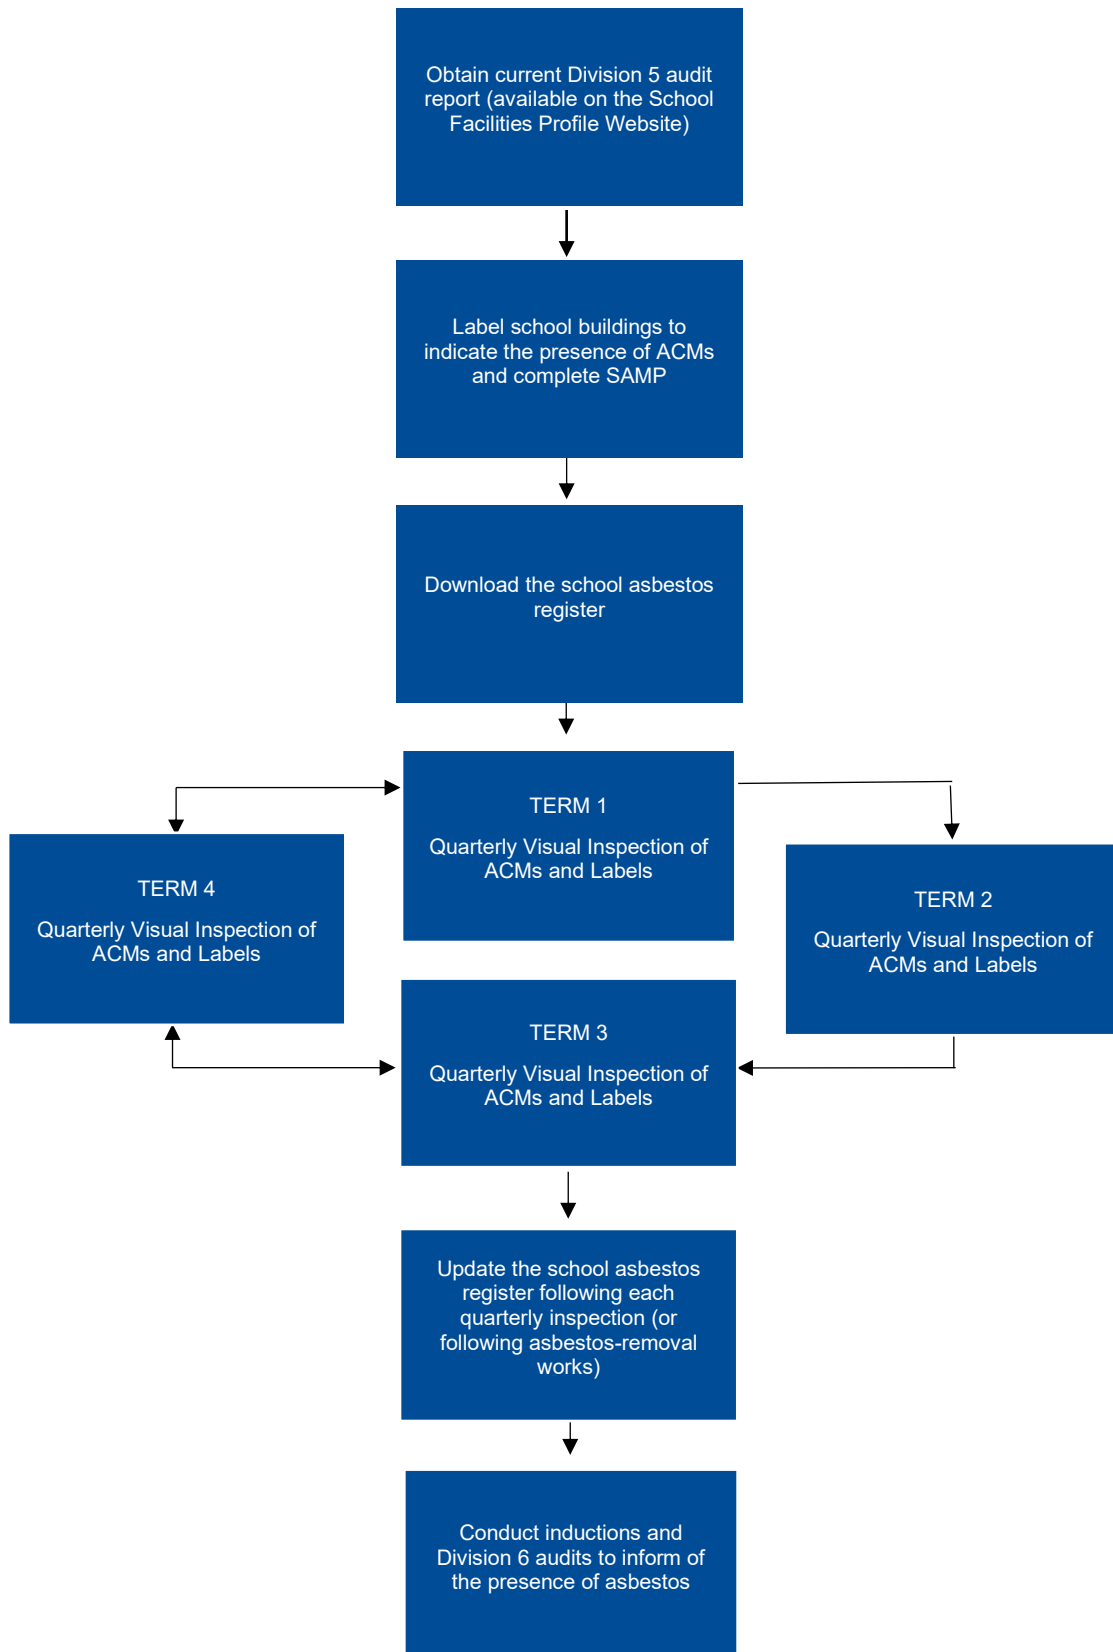 Obtain current Division 5 audit
report (available on the School
Facilities Profile Website)
Label school buildings to
indicate the presence of ACMs
and complete SAMP
Download the school asbestos
register
TERM 1
Quarterly Visual Inspection of
ACMs and Labels
TERM 4
Quarterly Visual Inspection of
ACMs and Labels
TERM 2
Quarterly Visual Inspection of
ACMs and Labels
TERM 3
Quarterly Visual Inspection of
ACMs and Labels
Update the school asbestos
register following each
quarterly inspection (or
following asbestos-removal
works)
Conduct inductions and
Division 6 audits to inform of
the presence of asbestos